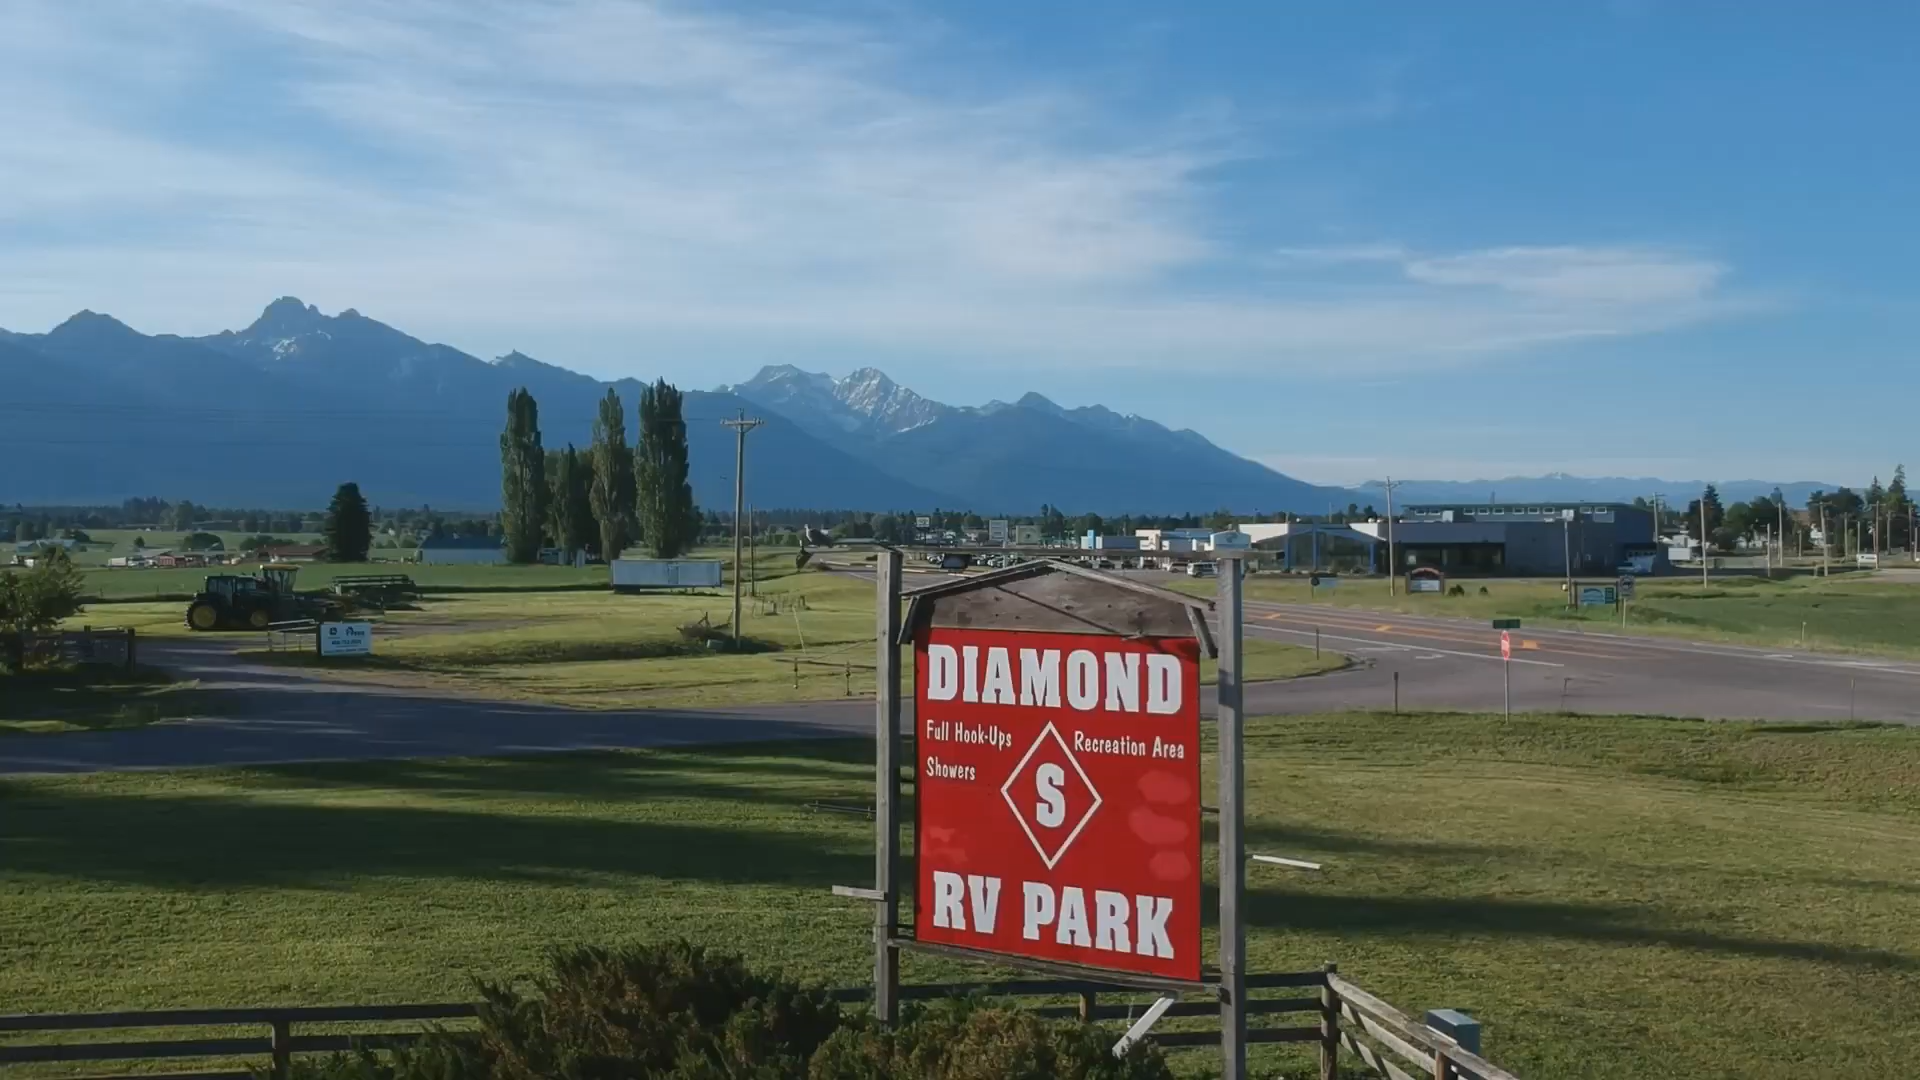 DIAMOND
Full Hook-Ups
Recreation Area
Showers
S
RV PARK